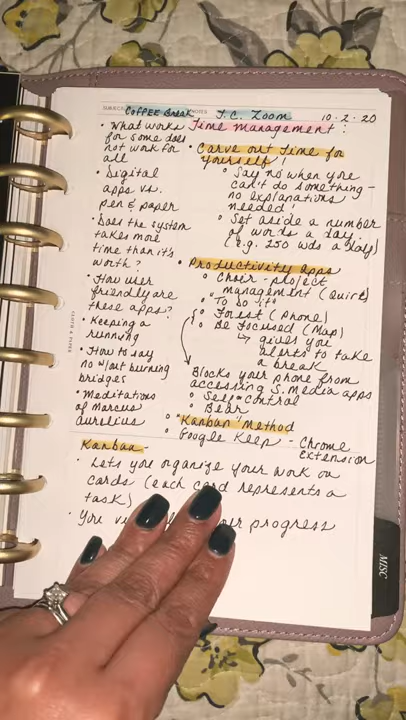 SUBJECT
NOTES
COFFEE Break T.C. Zoom 10-2-20
Time Management:
• What works
for some does
not work for
all
• Digital
apps vs.
pen & paper
• Does the system
takes more
time than it's
worth?
• How user
friendly are
these apps?
• Keeping a
running
• How to say
no w/out burning
bridges
• Meditations
of Marcus
aurelius
• Carve out time for
yourself!
• Say no when you
can't do something -
no explanations
needed
• Set aside a number
of words a day
(e.g. 250 wds a day)
• Productivity apps
• Choir - project
management (Quire)
• "To do it"
• Forest (Phone)
• Be Focused (Map)
↳ gives you
alerts to take
a break
Blocks your phone from
accessing S. media apps
• Self control
• Bear
• "Kanban" Method
• Google Keep - Chrome
extension
Kanban -
• Lets you organize your work on
cards (each card represents a
task)
• You progress
MISC